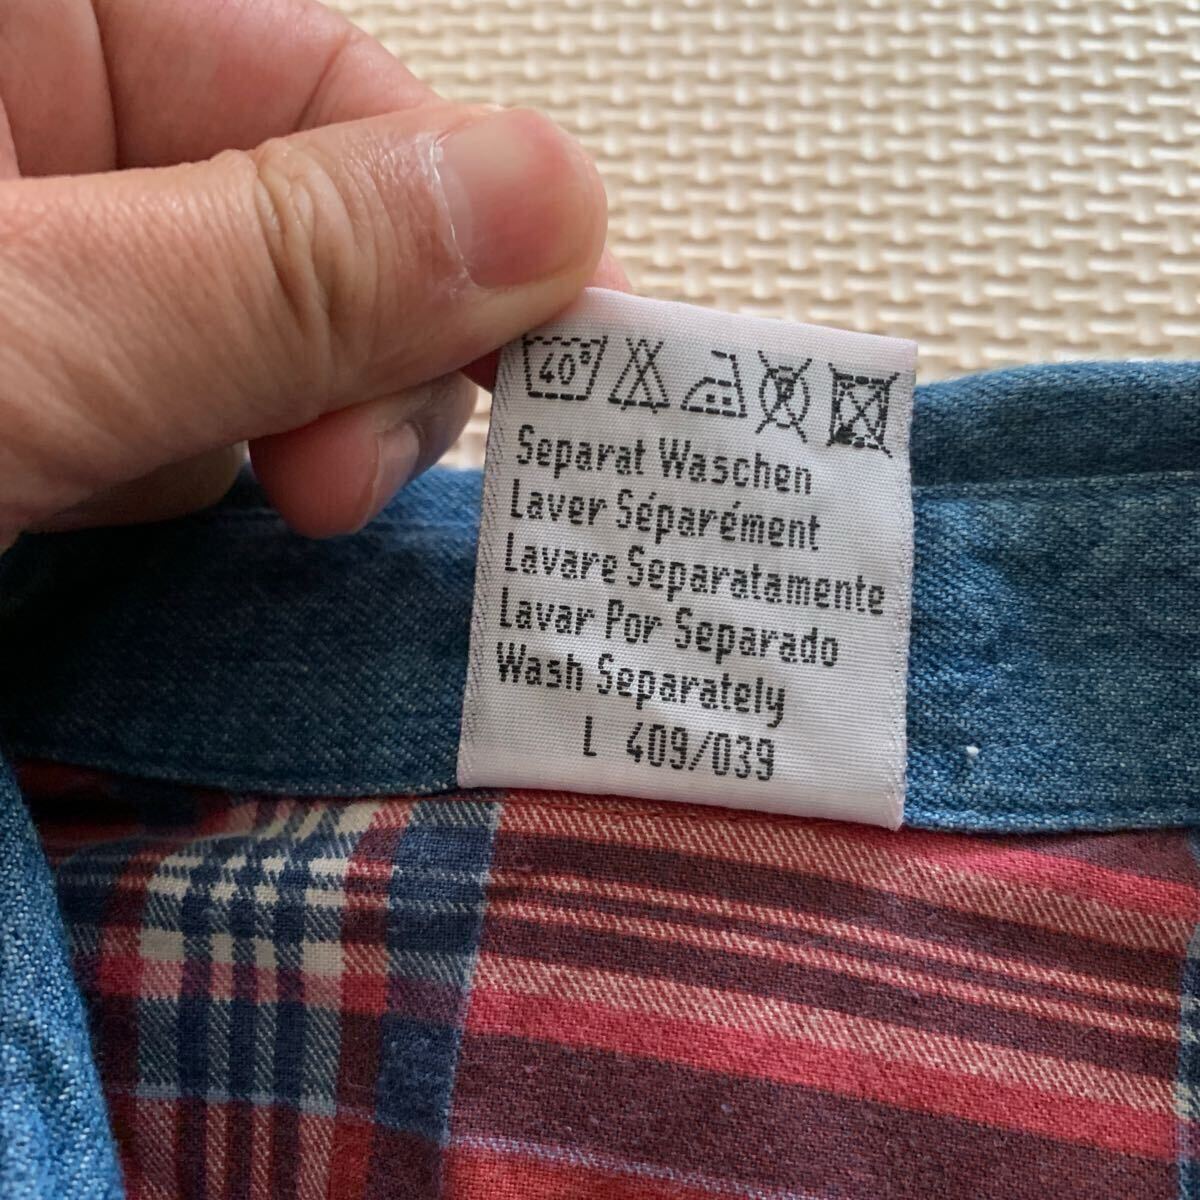 40°
P
Separat Waschen
Laver Séparément
Lavare Separatamente
Lavar Por Separado
Wash Separately
L 409/039